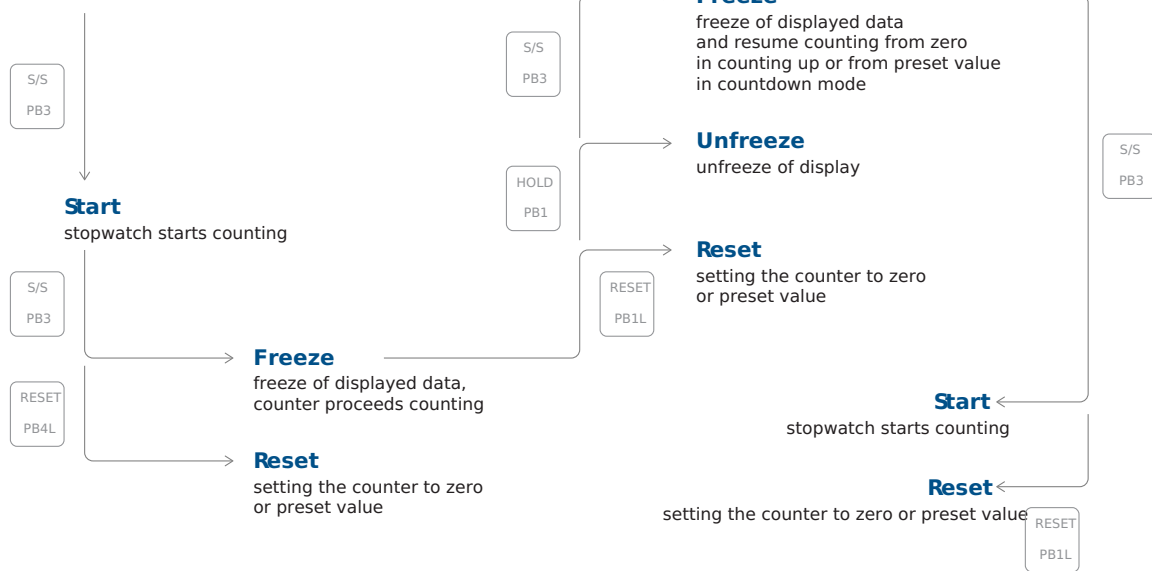 S/S
PB3
Start
stopwatch starts counting
S/S
PB3
RESET
PB4L
Freeze
freeze of displayed data,
counter proceeds counting
Reset
setting the counter to zero
or preset value
S/S
PB3
HOLD
PB1
RESET
PB1L
Freeze
freeze of displayed data
and resume counting from zero
in counting up or from preset value
in countdown mode
Unfreeze
unfreeze of display
Reset
setting the counter to zero
or preset value
S/S
PB3
Start
stopwatch starts counting
Reset
setting the counter to zero or preset value
RESET
PB1L